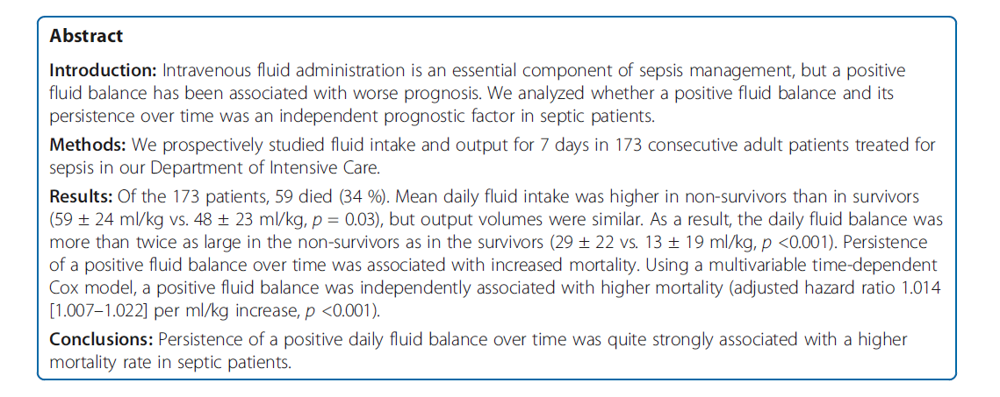 Abstract
Introduction: Intravenous fluid administration is an essential component of sepsis management, but a positive
fluid balance has been associated with worse prognosis. We analyzed whether a positive fluid balance and its
persistence over time was an independent prognostic factor in septic patients.
Methods: We prospectively studied fluid intake and output for 7 days in 173 consecutive adult patients treated for
sepsis in our Department of Intensive Care.
Results: Of the 173 patients, 59 died (34 %). Mean daily fluid intake was higher in non-survivors than in survivors
(59 ± 24 ml/kg vs. 48 ± 23 ml/kg, p = 0.03), but output volumes were similar. As a result, the daily fluid balance was
more than twice as large in the non-survivors as in the survivors (29 ± 22 vs. 13 ± 19 ml/kg, p <0.001). Persistence
of a positive fluid balance over time was associated with increased mortality. Using a multivariable time-dependent
Cox model, a positive fluid balance was independently associated with higher mortality (adjusted hazard ratio 1.014
[1.007–1.022] per ml/kg increase, p <0.001).
Conclusions: Persistence of a positive daily fluid balance over time was quite strongly associated with a higher
mortality rate in septic patients.